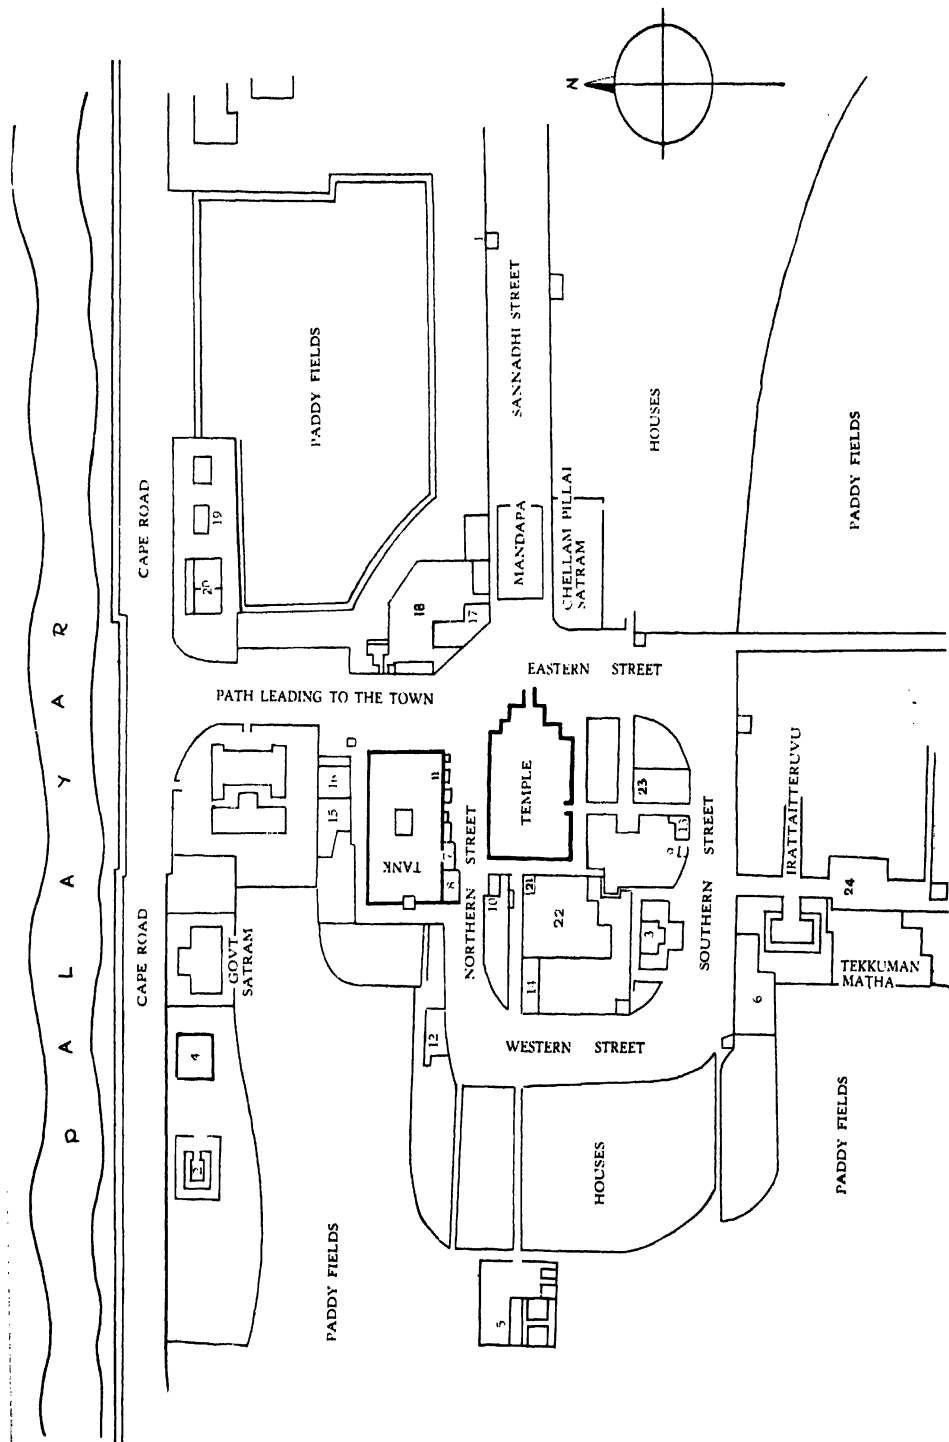 PALAYAR
CAPE ROAD
CAPE ROAD
N
PADDY FIELDS
PADDY FIELDS
PADDY FIELDS
PADDY FIELDS
HOUSES
HOUSES
SANNADHI STREET
MANDAPA
CHELLAM PILLAI
SATRAM
EASTERN STREET
PATH LEADING TO THE TOWN
TEMPLE
TANK
NORTHERN STREET
SOUTHERN STREET
WESTERN STREET
GOVT
SATRAM
IRATTAITTERUVU
TEKKUMAN
MATHA
1
2
3
4
5
6
7
8
9
10
11
12
13
14
15
16
17
18
19
20
21
22
23
24